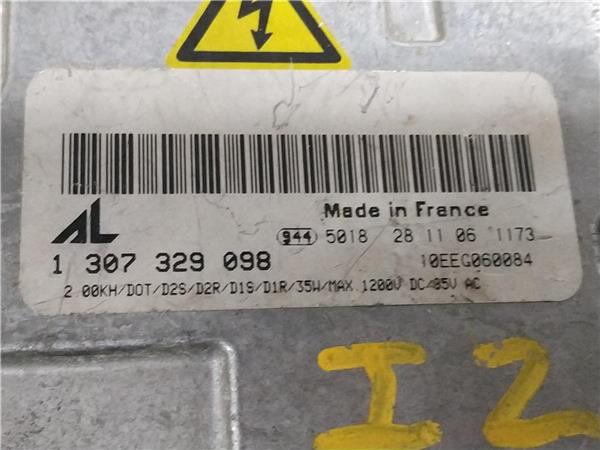 AL
Made in France
944 5018 28 11 06 1173
1 307 329 098
10EEG060084
2.00KH/DOT/D2S/D2R/D1S/D1R/35W/MAX.1200V DC/85V AC
I2